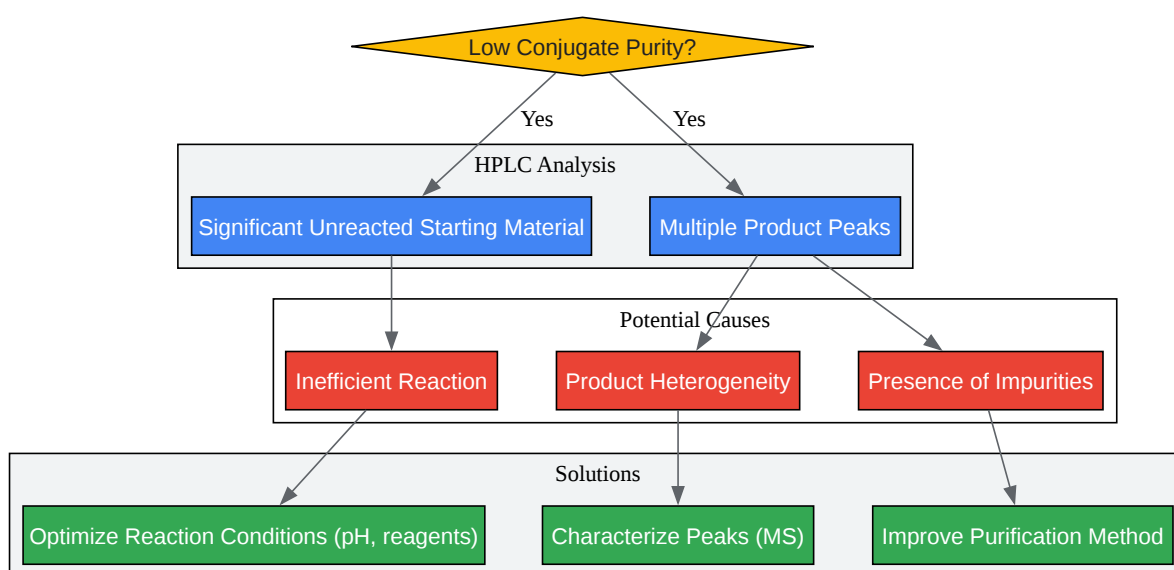 Low Conjugate Purity?
Yes
Yes
HPLC Analysis
Significant Unreacted Starting Material
Multiple Product Peaks
Potential Causes
Inefficient Reaction
Product Heterogeneity
Presence of Impurities
Solutions
Optimize Reaction Conditions (pH, reagents)
Characterize Peaks (MS)
Improve Purification Method